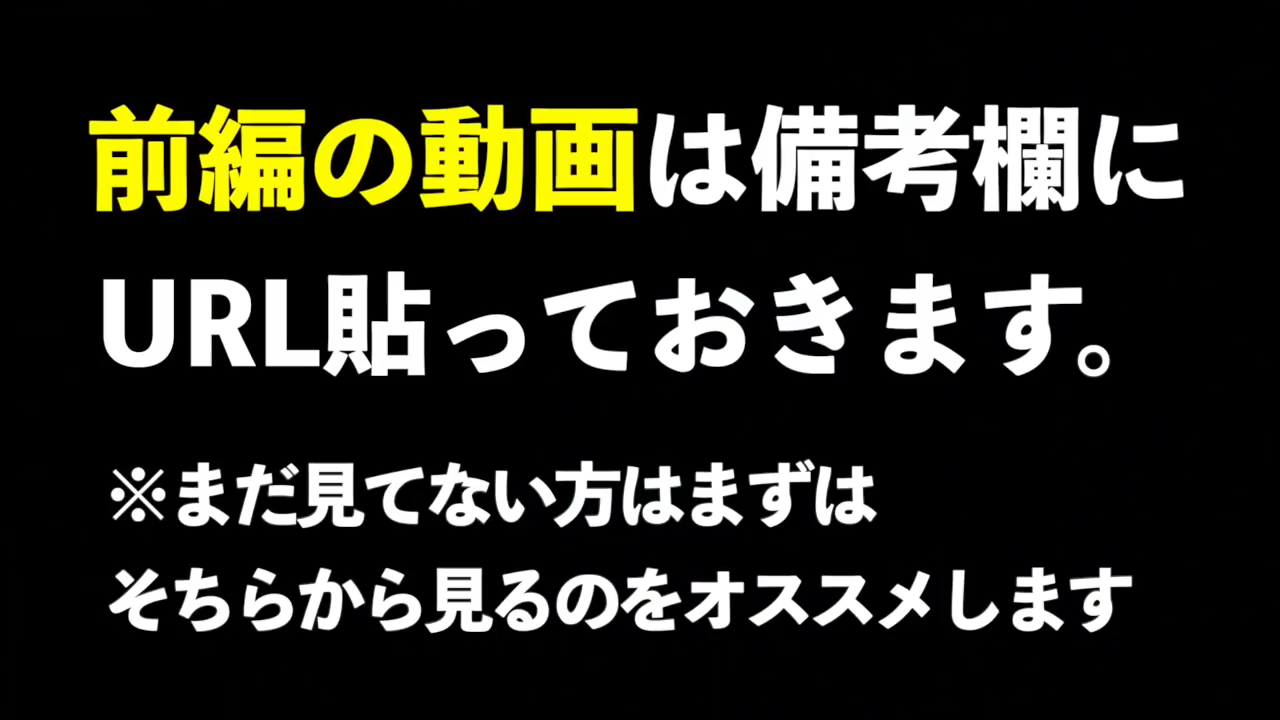 前編の動画は備考欄に
URL貼っておきます。
※まだ見てない方はまずは
そちらから見るのをオススメします